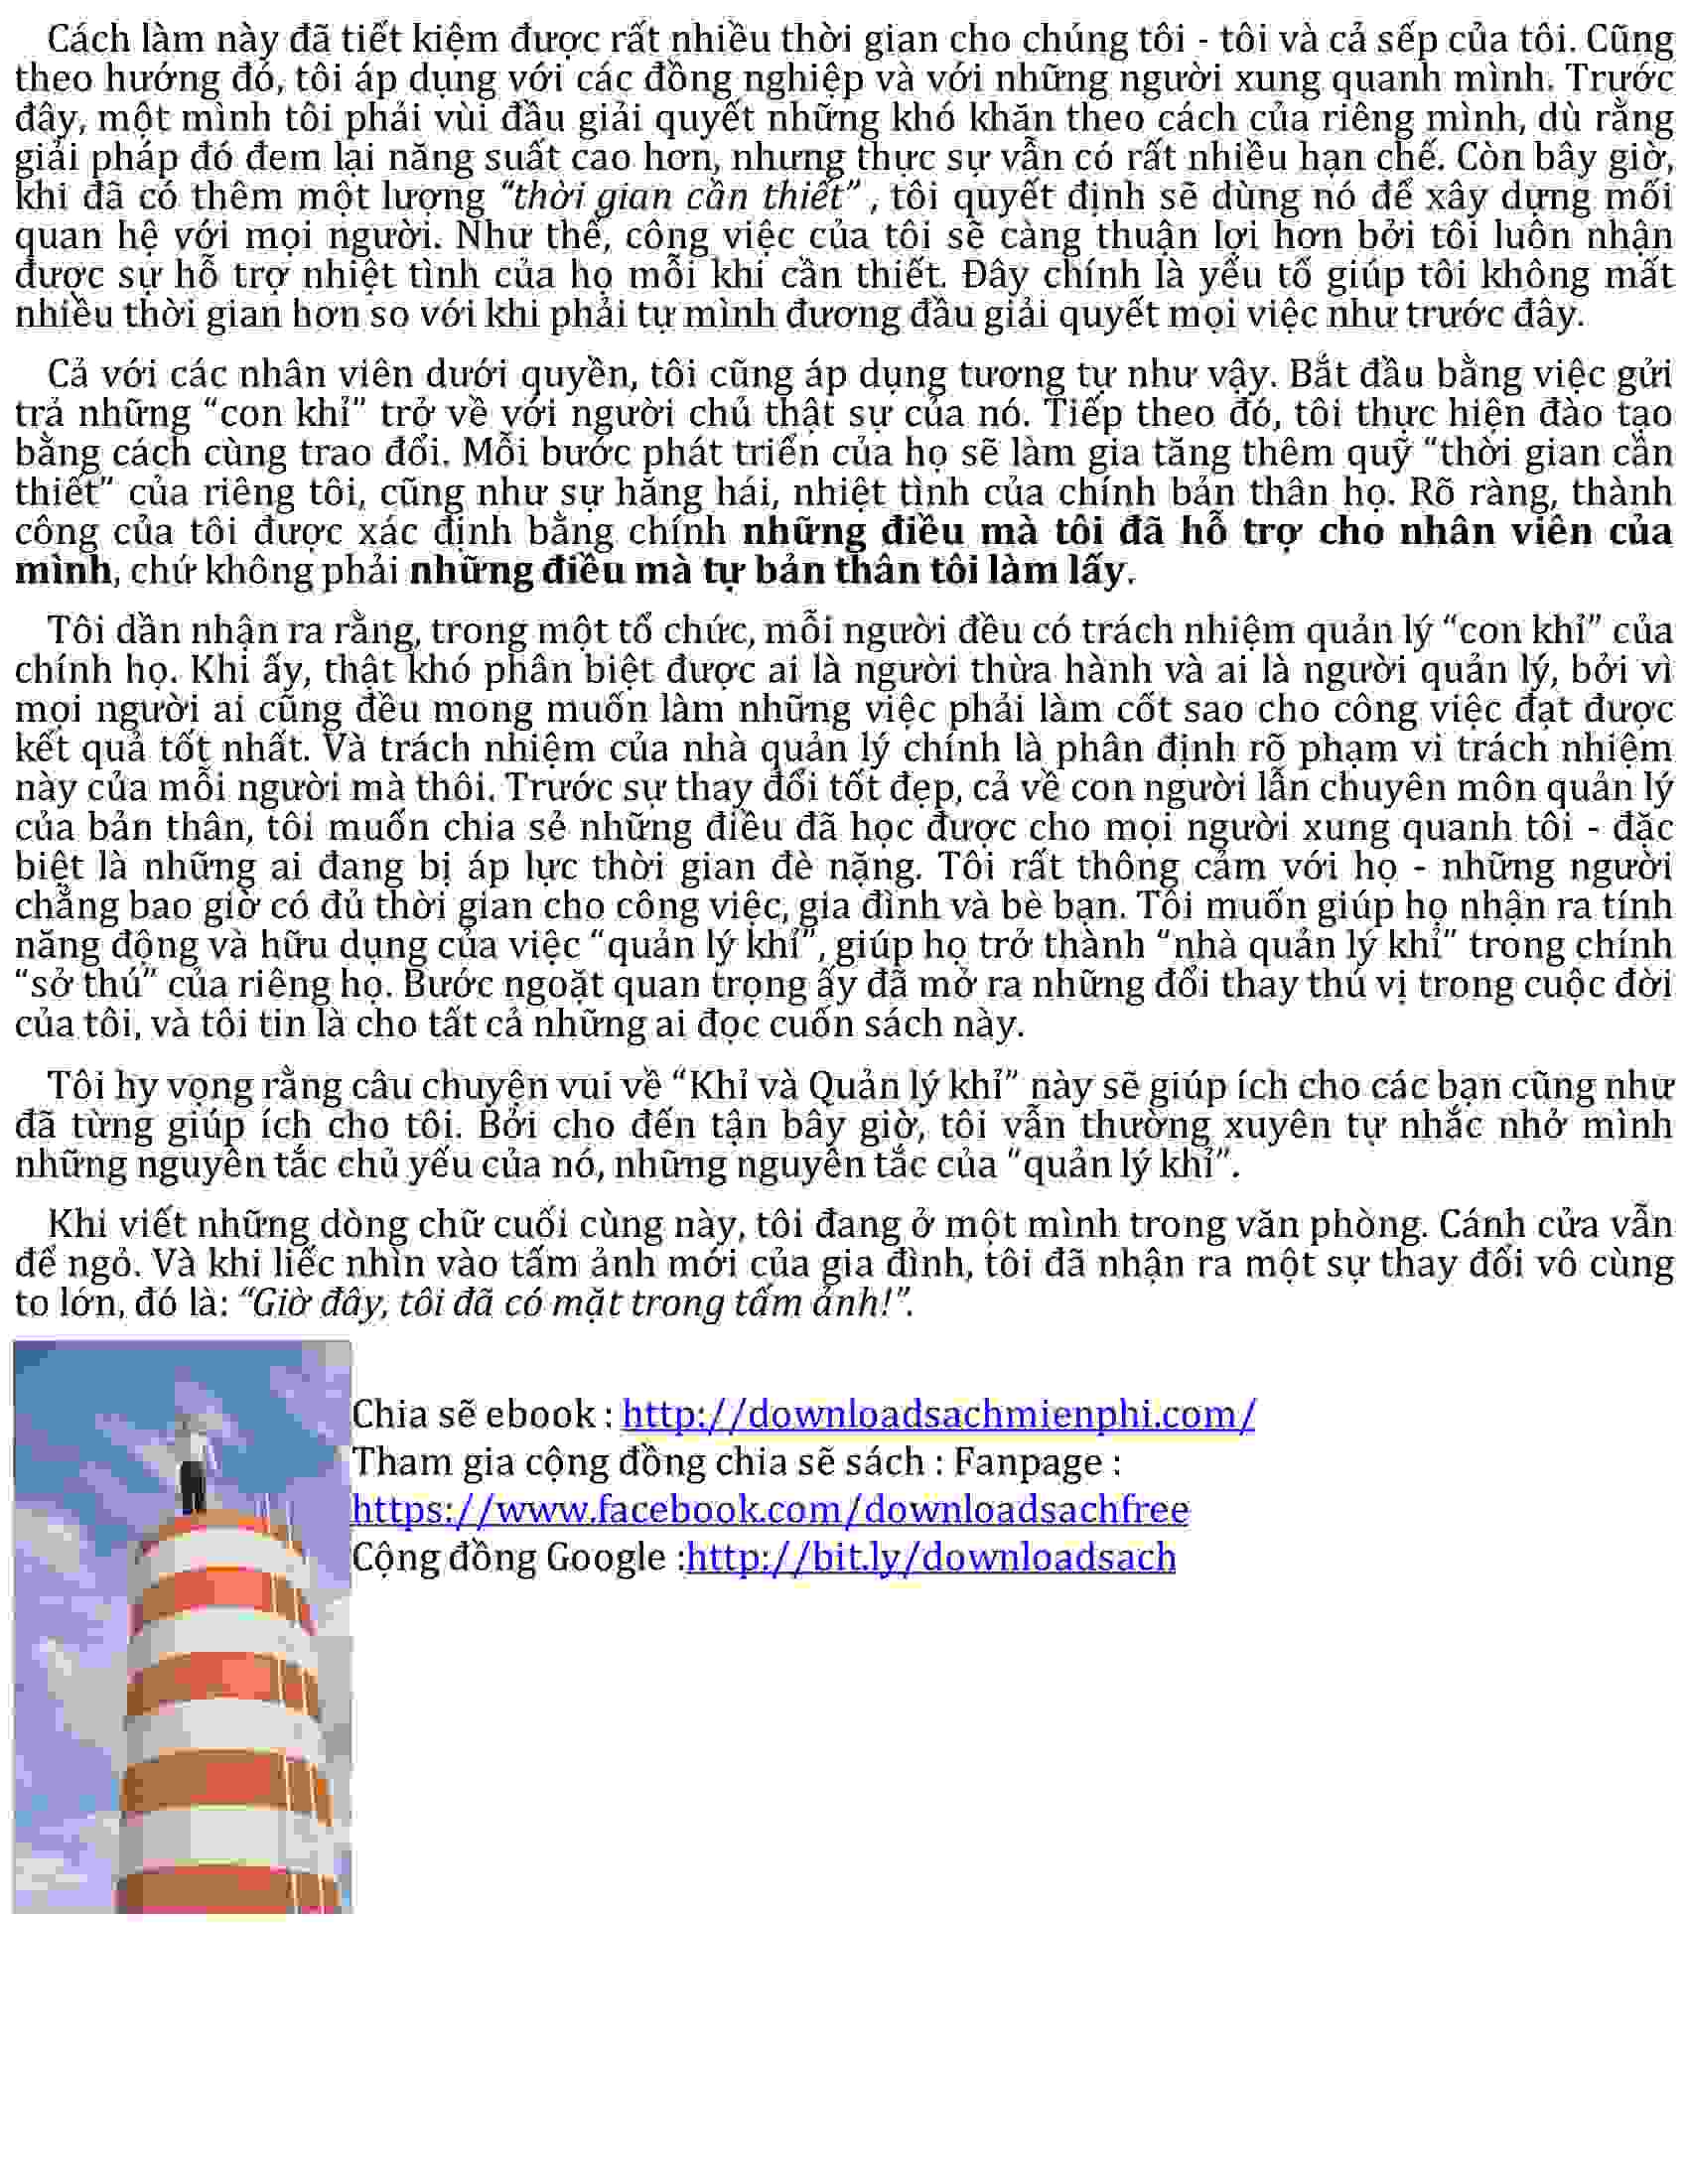 Cách làm này đã tiết kiệm được rất nhiều thời gian cho chúng tôi - tôi và cả sếp của tôi. Cũng
theo hướng đó, tôi áp dụng với các đồng nghiệp và với những người xung quanh mình. Trước
đây, một mình tôi phải vùi đầu giải quyết những khó khăn theo cách của riêng mình, dù rằng
giải pháp đó đem lại năng suất cao hơn, nhưng thực sự vẫn có rất nhiều hạn chế. Còn bây giờ,
khi đã có thêm một lượng “thời gian cần thiết” , tôi quyết định sẽ dùng nó để xây dựng mối
quan hệ với mọi người. Như thế, công việc của tôi sẽ càng thuận lợi hơn bởi tôi luôn nhận
được sự hỗ trợ nhiệt tình của họ mỗi khi cần thiết. Đây chính là yếu tố giúp tôi không mất
nhiều thời gian hơn so với khi phải tự mình đương đầu giải quyết mọi việc như trước đây.
Cả với các nhân viên dưới quyền, tôi cũng áp dụng tương tự như vậy. Bắt đầu bằng việc gửi
trả những “con khỉ” trở về với người chủ thật sự của nó. Tiếp theo đó, tôi thực hiện đào tạo
bằng cách cùng trao đổi. Mỗi bước phát triển của họ sẽ làm gia tăng thêm quỹ “thời gian cần
thiết” của riêng tôi, cũng như sự hăng hái, nhiệt tình của chính bản thân họ. Rõ ràng, thành
công của tôi được xác định bằng chính những điều mà tôi đã hỗ trợ cho nhân viên của
mình, chứ không phải những điều mà tự bản thân tôi làm lấy.
Tôi dần nhận ra rằng, trong một tổ chức, mỗi người đều có trách nhiệm quản lý “con khỉ” của
chính họ. Khi ấy, thật khó phân biệt được ai là người thừa hành và ai là người quản lý, bởi vì
mọi người ai cũng đều mong muốn làm những việc phải làm cốt sao cho công việc đạt được
kết quả tốt nhất. Và trách nhiệm của nhà quản lý chính là phân định rõ phạm vi trách nhiệm
này của mỗi người mà thôi. Trước sự thay đổi tốt đẹp, cả về con người lẫn chuyên môn quản lý
của bản thân, tôi muốn chia sẻ những điều đã học được cho mọi người xung quanh tôi - đặc
biệt là những ai đang bị áp lực thời gian đè nặng. Tôi rất thông cảm với họ - những người
chẳng bao giờ có đủ thời gian cho công việc, gia đình và bè bạn. Tôi muốn giúp họ nhận ra tính
năng động và hữu dụng của việc “quản lý khỉ”, giúp họ trở thành “nhà quản lý khỉ” trong chính
“sở thú” của riêng họ. Bước ngoặt quan trọng ấy đã mở ra những đổi thay thú vị trong cuộc đời
của tôi, và tôi tin là cho tất cả những ai đọc cuốn sách này.
Tôi hy vọng rằng câu chuyện vui về “Khỉ và Quản lý khỉ” này sẽ giúp ích cho các bạn cũng như
đã từng giúp ích cho tôi. Bởi cho đến tận bây giờ, tôi vẫn thường xuyên tự nhắc nhở mình
những nguyên tắc chủ yếu của nó, những nguyên tắc của “quản lý khỉ”.
Khi viết những dòng chữ cuối cùng này, tôi đang ở một mình trong văn phòng. Cánh cửa vẫn
để ngỏ. Và khi liếc nhìn vào tấm ảnh mới của gia đình, tôi đã nhận ra một sự thay đổi vô cùng
to lớn, đó là: “Giờ đây, tôi đã có mặt trong tấm ảnh!”.
Chia sẽ ebook : http://downloadsachmienphi.com/
Tham gia cộng đồng chia sẽ sách : Fanpage :
https://www.facebook.com/downloadsachfree
Cộng đồng Google :http://bit.ly/downloadsach